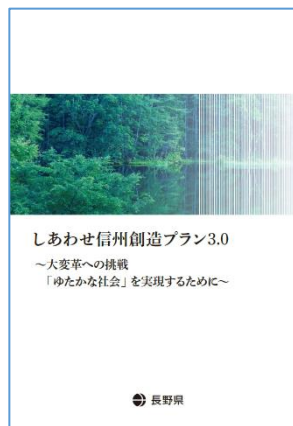 しあわせ信州創造プラン3.0
～大変革への挑戦
「ゆたかな社会」を実現するために～
長野県